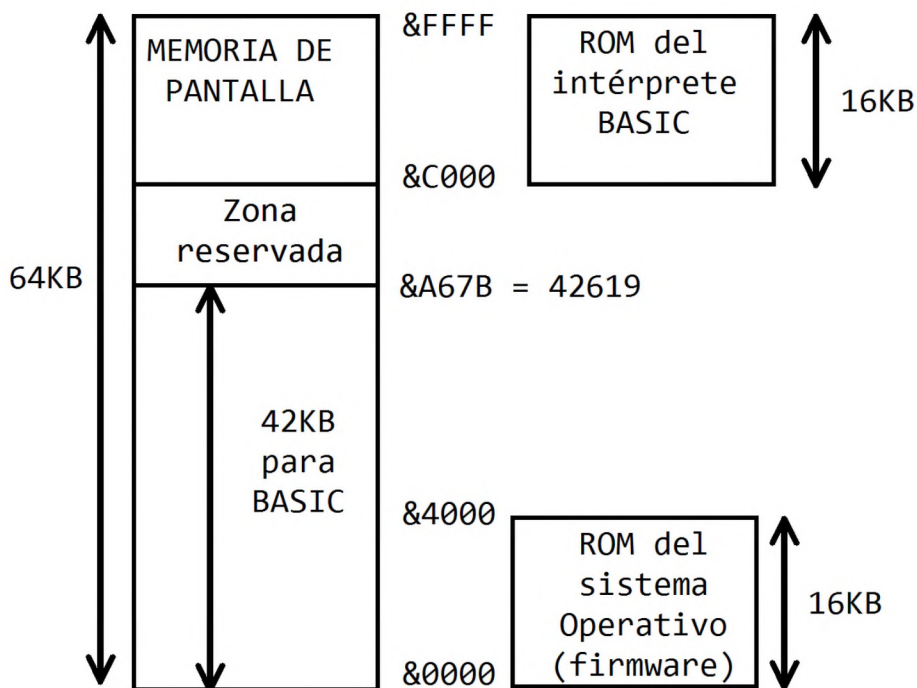 MEMORIA DE
PANTALLA
&FFFF
ROM del
intérprete
BASIC
16KB
&C000
Zona
reservada
64KB
&A67B = 42619
42KB
para
BASIC
&4000
ROM del
sistema
Operativo
(firmware)
16KB
&0000